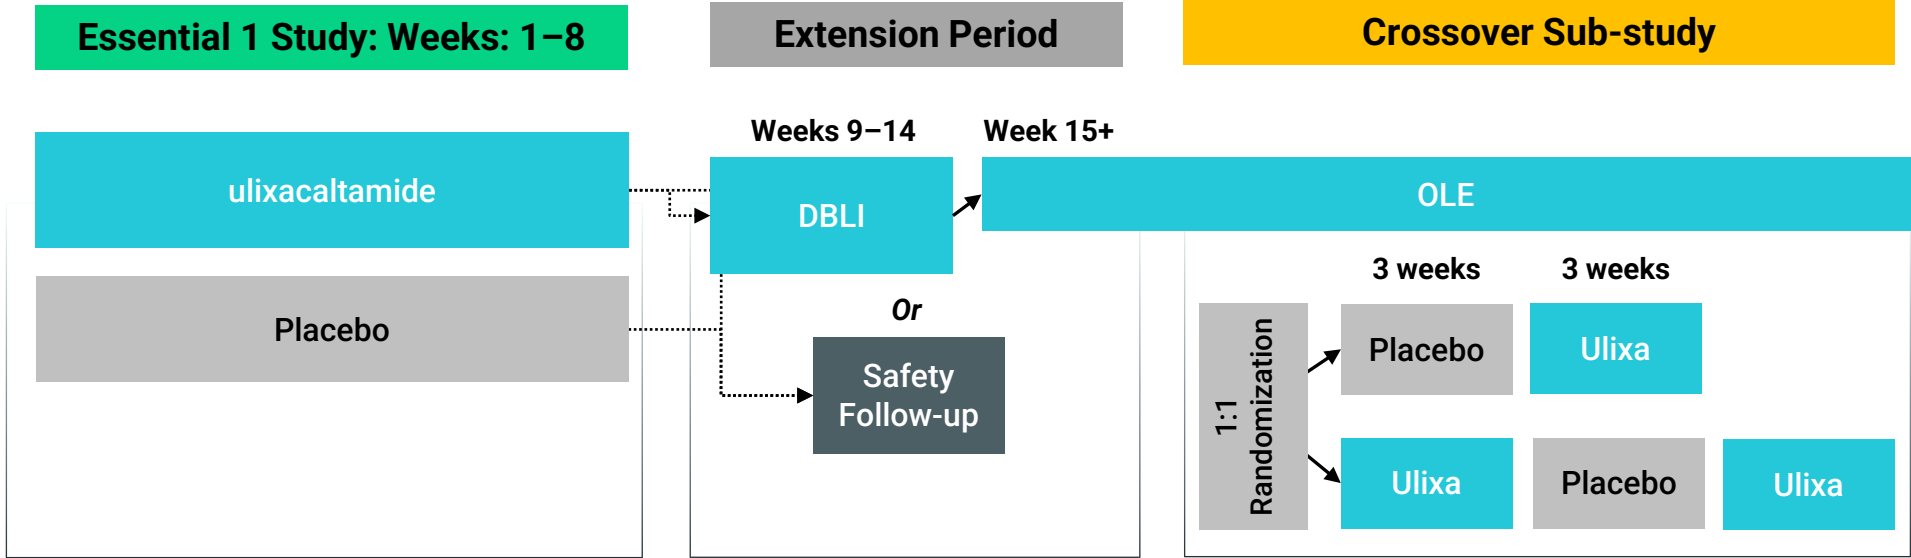 Essential 1 Study: Weeks: 1–8
Extension Period
Crossover Sub-study
Weeks 9–14
Week 15+
ulixacaltamide
DBLI
OLE
Placebo
Or
Safety
Follow-up
3 weeks
3 weeks
1:1
Randomization
Placebo
Ulixa
Ulixa
Placebo
Ulixa